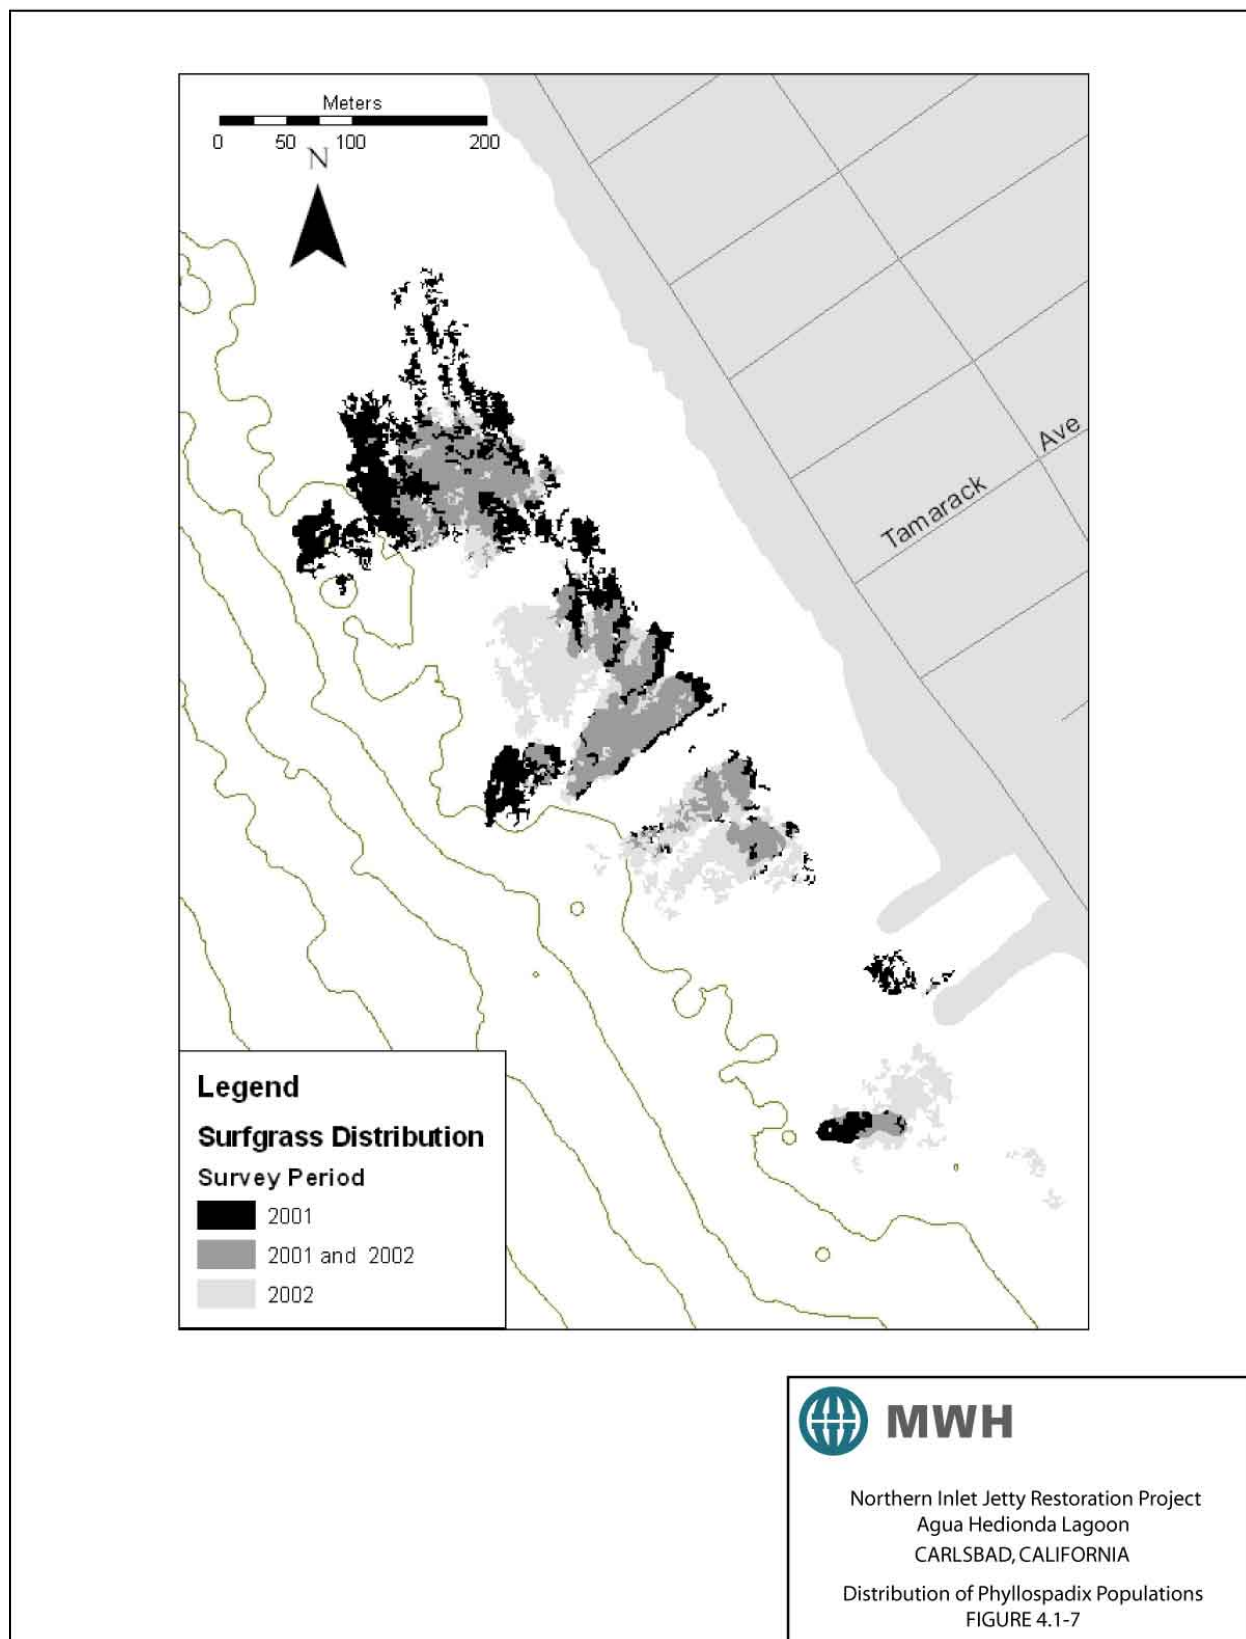 Meters
0 50 100 200
N
Tamarack Ave
Legend
Surfgrass Distribution
Survey Period
2001
2001 and 2002
2002
MWH
Northern Inlet Jetty Restoration Project
Agua Hedionda Lagoon
CARLSBAD, CALIFORNIA
Distribution of Phyllospadix Populations
FIGURE 4.1-7